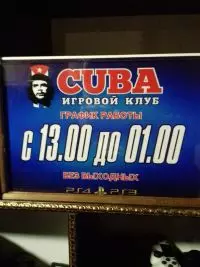 CUBA
ИГРОВОЙ КЛУБ
ГРАФИК РАБОТЫ
с 13.00 до 01.00
БЕЗ ВЫХОДНЫХ
PS4 PS3